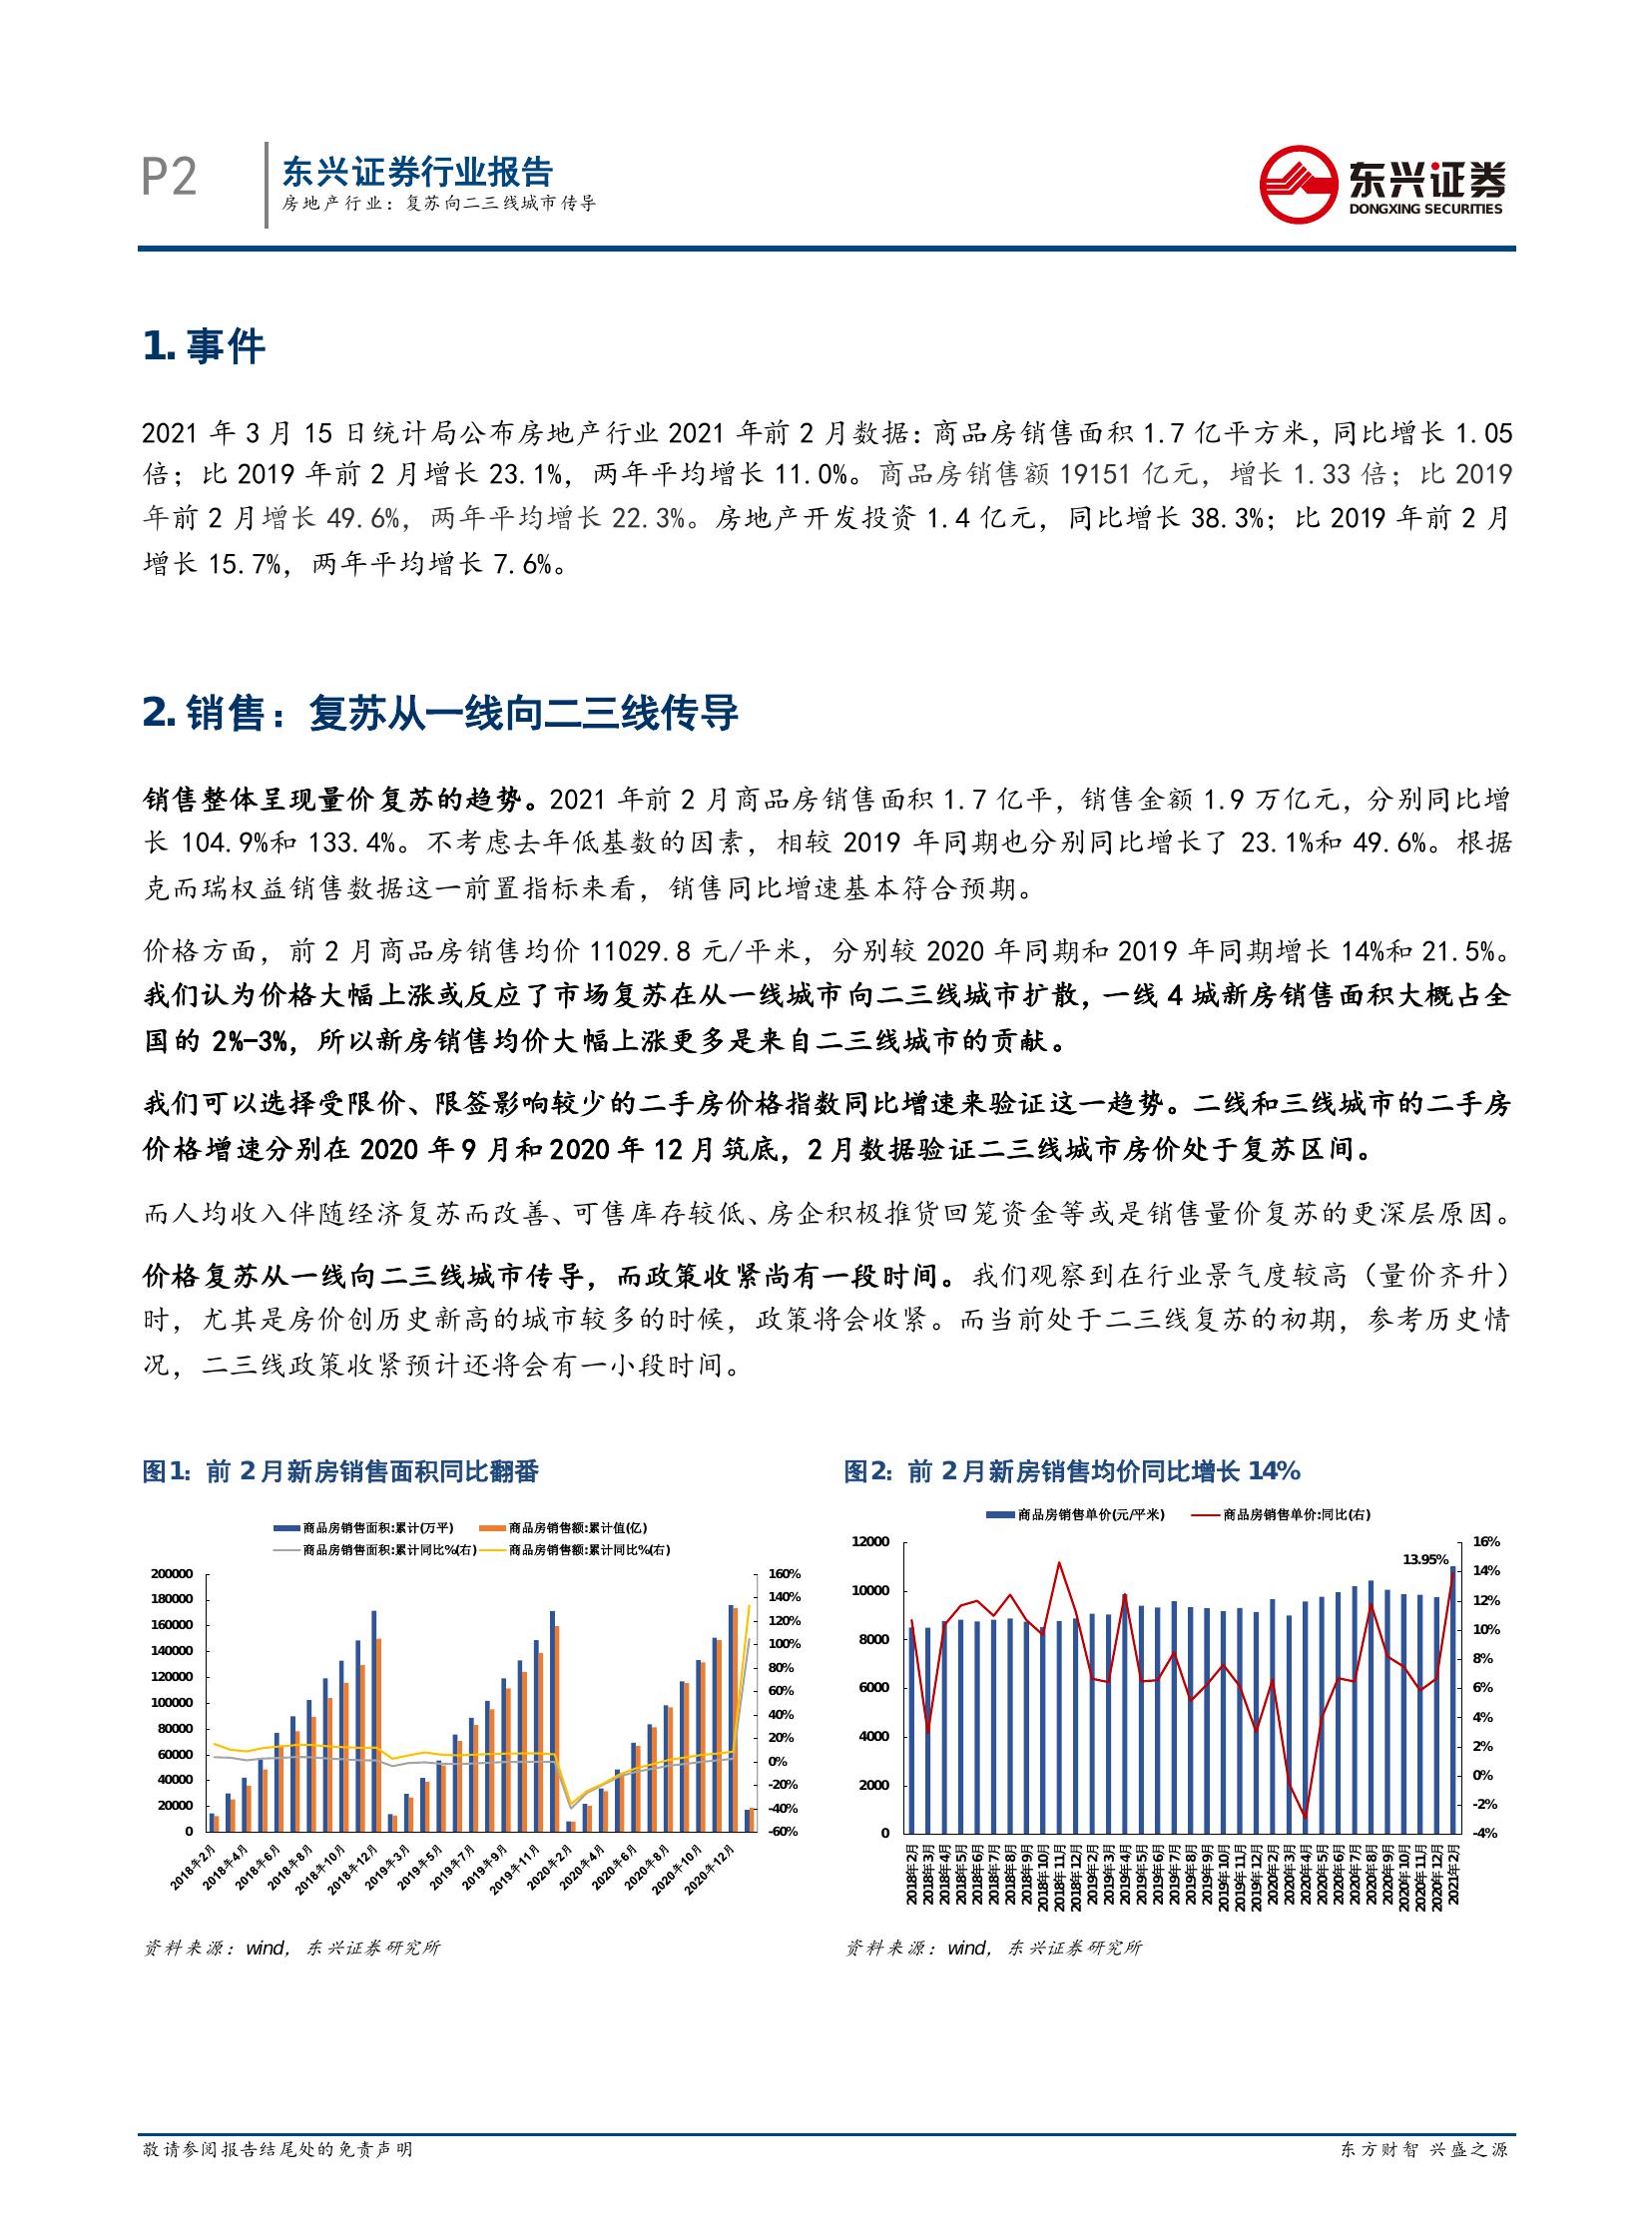 P2
东兴证券行业报告
房地产行业：复苏向二三线城市传导
东兴证券
DONGXING SECURITIES
1. 事件
2021 年 3 月 15 日统计局公布房地产行业 2021 年前 2 月数据：商品房销售面积 1.7 亿平方米，同比增长 1.05
倍；比 2019 年前 2 月增长 23.1%，两年平均增长 11.0%。商品房销售额 19151 亿元，增长 1.33 倍；比 2019
年前 2 月增长 49.6%，两年平均增长 22.3%。房地产开发投资 1.4 亿元，同比增长 38.3%；比 2019 年前 2 月
增长 15.7%，两年平均增长 7.6%。
2. 销售：复苏从一线向二三线传导
销售整体呈现量价复苏的趋势。2021 年前 2 月商品房销售面积 1.7 亿平，销售金额 1.9 万亿元，分别同比增
长 104.9%和 133.4%。不考虑去年低基数的因素，相较 2019 年同期也分别同比增长了 23.1%和 49.6%。根据
克而瑞权益销售数据这一前置指标来看，销售同比增速基本符合预期。
价格方面，前 2 月商品房销售均价 11029.8 元/平米，分别较 2020 年同期和 2019 年同期增长 14%和 21.5%。
我们认为价格大幅上涨或反应了市场复苏在从一线城市向二三线城市扩散，一线 4 城新房销售面积大概占全
国的 2%-3%，所以新房销售均价大幅上涨更多是来自二三线城市的贡献。
我们可以选择受限价、限签影响较少的二手房价格指数同比增速来验证这一趋势。二线和三线城市的二手房
价格增速分别在 2020 年 9 月和 2020 年 12 月筑底，2 月数据验证二三线城市房价处于复苏区间。
而人均收入伴随经济复苏而改善、可售库存较低、房企积极推货回笼资金等或是销售量价复苏的更深层原因。
价格复苏从一线向二三线城市传导，而政策收紧尚有一段时间。我们观察到在行业景气度较高（量价齐升）
时，尤其是房价创历史新高的城市较多的时候，政策将会收紧。而当前处于二三线复苏的初期，参考历史情
况，二三线政策收紧预计还将会有一小段时间。
图1：前 2 月新房销售面积同比翻番
商品房销售面积:累计(万平) 商品房销售额:累计值(亿)
商品房销售面积:累计同比%(右) 商品房销售额:累计同比%(右)
200000
180000
160000
140000
120000
100000
80000
60000
40000
20000
0
160%
140%
120%
100%
80%
60%
40%
20%
0%
-20%
-40%
-60%
2018年2月 2018年4月 2018年6月 2018年8月 2018年10月 2018年12月 2019年3月 2019年5月 2019年7月 2019年9月 2019年11月 2020年2月 2020年4月 2020年6月 2020年8月 2020年10月 2020年12月
资料来源：wind，东兴证券研究所
图2：前 2 月新房销售均价同比增长 14%
商品房销售单价(元/平米) 商品房销售单价:同比(右)
12000
10000
8000
6000
4000
2000
0
13.95%
16%
14%
12%
10%
8%
6%
4%
2%
0%
-2%
-4%
2018年2月 2018年3月 2018年4月 2018年5月 2018年6月 2018年7月 2018年8月 2018年9月 2018年10月 2018年11月 2018年12月 2019年2月 2019年3月 2019年4月 2019年5月 2019年6月 2019年7月 2019年8月 2019年9月 2019年10月 2019年11月 2019年12月 2020年2月 2020年3月 2020年4月 2020年5月 2020年6月 2020年7月 2020年8月 2020年9月 2020年10月 2020年11月 2020年12月 2021年2月
资料来源：wind，东兴证券研究所
敬请参阅报告结尾处的免责声明
东方财智 兴盛之源